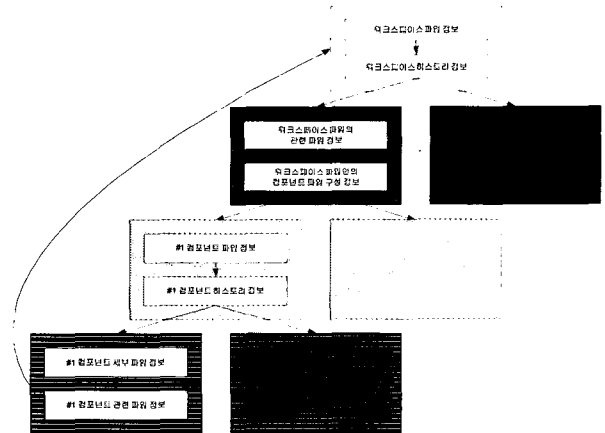 워크스페이스 파일 정보
워크스페이스 히스토리 정보
워크스페이스 파일의
관련 파일 정보
워크스페이스 파일안의
컴포넌트 파일 구성 정보
#1 컴포넌트 파일 정보
#1 컴포넌트 히스토리 정보
#1 컴포넌트 세부 파일 정보
#1 컴포넌트 관련 파일 정보